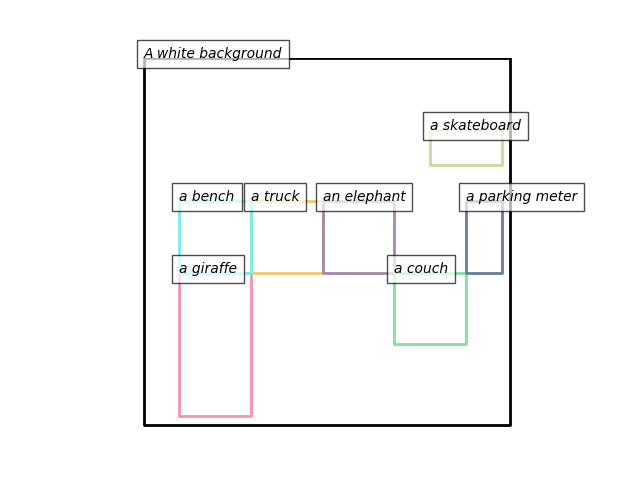 A white background
a skateboard
a bench
a truck
an elephant
a parking meter
a giraffe
a couch